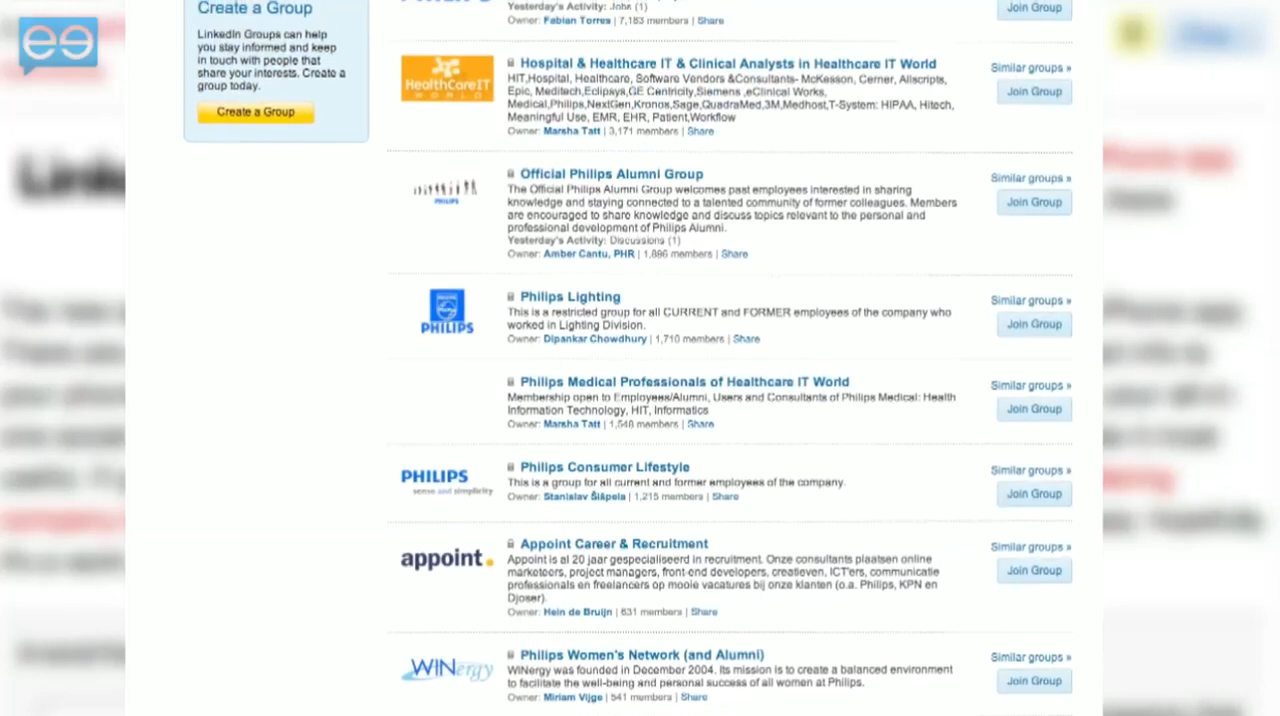 Create a Group
LinkedIn Groups can help
you stay informed and keep
in touch with people that
share your interests. Create a
group today.
Create a Group
Yesterday's Activity: Jobs (1)
Owner: Fabian Torres | 7,183 members | Share
Join Group
HealthCareIT
WORLD
Hospital & Healthcare IT & Clinical Analysts in Healthcare IT World
HIT,Hospital, Healthcare, Software Vendors &Consultants- McKesson, Cerner, Allscripts,
Epic, Meditech,Eclipsys,GE Centricity,Siemens ,eClinical Works,
Medical,Philips,NextGen,Kronos,Sage,QuadraMed,3M,Medhost,T-System: HIPAA, Hitech,
Meaningful Use, EMR, EHR, Patient,Workflow
Owner: Marsha Tatt | 3,171 members | Share
Similar groups »
Join Group
PHILIPS
Official Philips Alumni Group
The Official Philips Alumni Group welcomes past employees interested in sharing
knowledge and staying connected to a talented community of former colleagues. Members
are encouraged to share knowledge and discuss topics relevant to the personal and
professional development of Philips Alumni.
Yesterday's Activity: Discussions (1)
Owner: Amber Cantu, PHR | 1,886 members | Share
Similar groups »
Join Group
PHILIPS
Philips Lighting
This is a restricted group for all CURRENT and FORMER employees of the company who
worked in Lighting Division.
Owner: Dipankar Chowdhury | 1,710 members | Share
Similar groups »
Join Group
Philips Medical Professionals of Healthcare IT World
Membership open to Employees/Alumni, Users and Consultants of Philips Medical: Health
Information Technology, HIT, Informatics
Owner: Marsha Tatt | 1,548 members | Share
Similar groups »
Join Group
PHILIPS
sense and simplicity
Philips Consumer Lifestyle
This is a group for all current and former employees of the company.
Owner: Stanislav Šišpela | 1,215 members | Share
Similar groups »
Join Group
appoint.
Appoint Career & Recruitment
Appoint is al 20 jaar gespecialiseerd in recruitment. Onze consultants plaatsen online
marketeers, project managers, front-end developers, creatieven, ICT'ers, communicatie
professionals en freelancers op mooie vacatures bij onze klanten (o.a. Philips, KPN en
Djoser).
Owner: Hein de Bruijn | 631 members | Share
Similar groups »
Join Group
WINergy
Philips Women's Network (and Alumni)
WINergy was founded in December 2004. Its mission is to create a balanced environment
to facilitate the well-being and personal success of all women at Philips.
Owner: Miriam Vijge | 541 members | Share
Similar groups »
Join Group